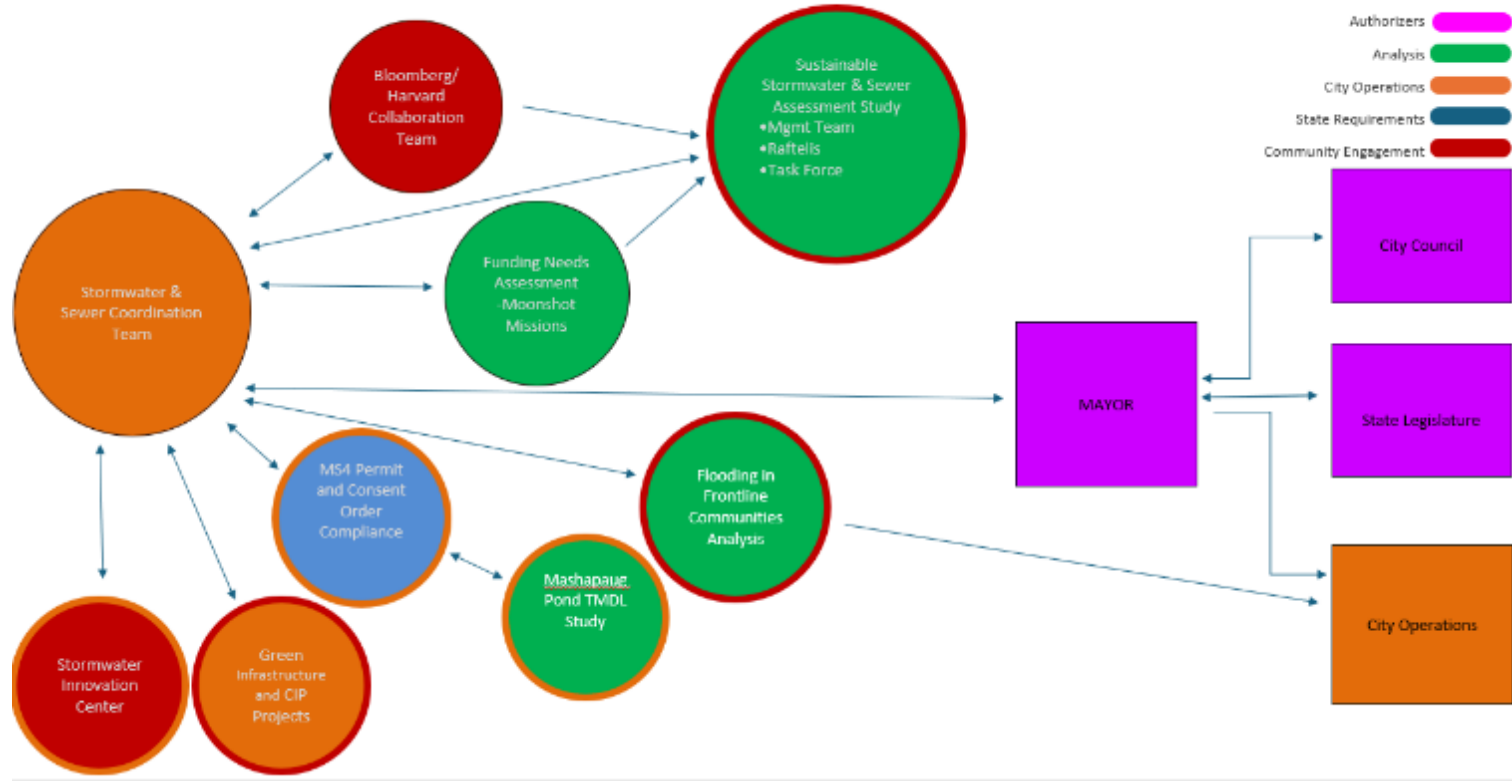 Authorizers
Analysis
City Operations
State Requirements
Community Engagement
Bloomberg/
Harvard
Collaboration
Team
Sustainable
Stormwater & Sewer
Assessment Study
•Mgmt Team
•Raftelis
•Task Force
Stormwater &
Sewer Coordination
Team
Funding Needs
Assessment
-Moonshot
Missions
City Council
MAYOR
State Legislature
MS4 Permit
and Consent
Order
Compliance
Flooding in
Frontline
Communities
Analysis
Mashapaug
Pond TMDL
Study
City Operations
Stormwater
Innovation
Center
Green
Infrastructure
and CIP
Projects